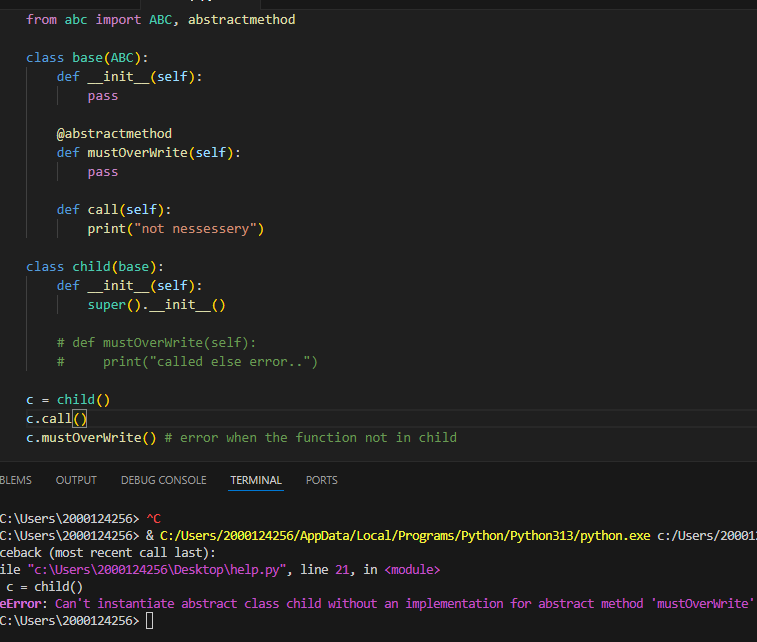 from abc import ABC, abstractmethod
class base(ABC):
def __init__(self):
pass
@abstractmethod
def mustOverWrite(self):
pass
def call(self):
print("not nessessery")
class child(base):
def __init__(self):
super().__init__()
# def mustOverWrite(self):
#     print("called else error..")
c = child()
c.call()
c.mustOverWrite() # error when the function not in child
BLEMS OUTPUT DEBUG CONSOLE TERMINAL PORTS
C:\Users\2000124256> ^C
C:\Users\2000124256> & C:/Users/2000124256/AppData/Local/Programs/Python/Python313/python.exe c:/Users/20001
ceback (most recent call last):
ile "c:\Users\2000124256\Desktop\help.py", line 21, in <module>
c = child()
eError: Can't instantiate abstract class child without an implementation for abstract method 'mustOverWrite'
C:\Users\2000124256>